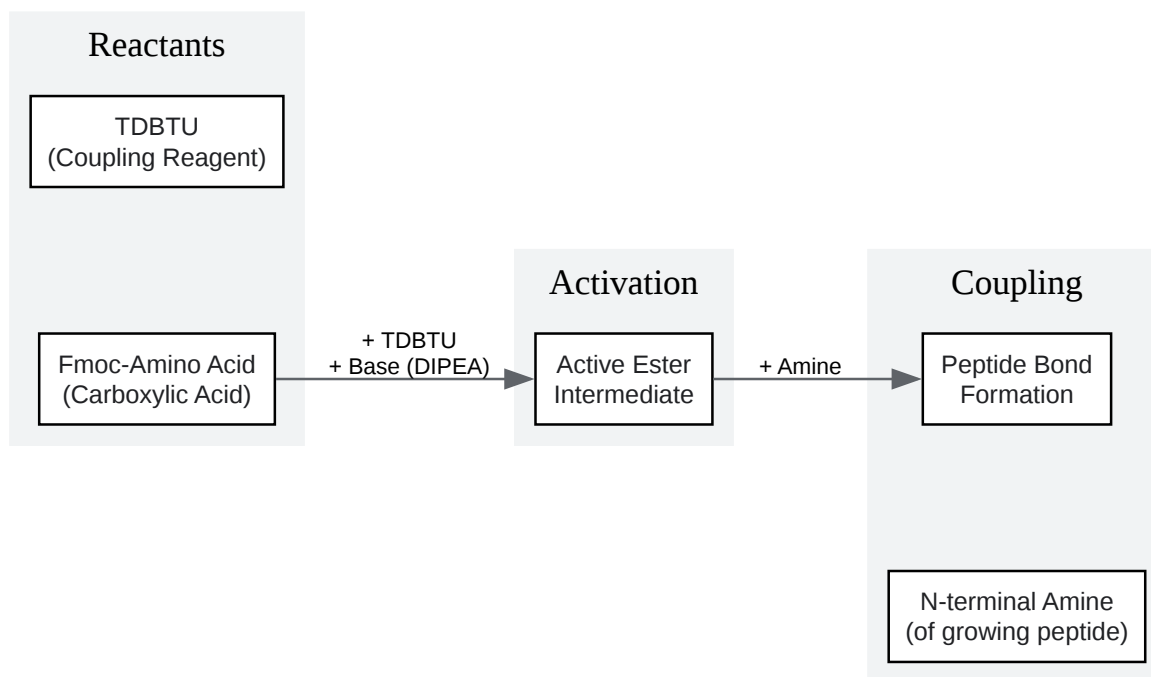 Reactants
TDBTU
(Coupling Reagent)
Fmoc-Amino Acid
(Carboxylic Acid)
+ TDBTU
+ Base (DIPEA)
Activation
Active Ester
Intermediate
+ Amine
Coupling
Peptide Bond
Formation
N-terminal Amine
(of growing peptide)